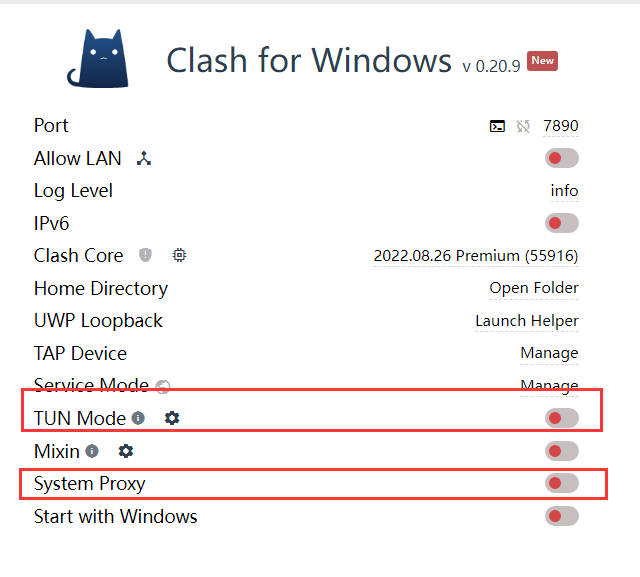 Clash for Windows v 0.20.9 New
Port 7890
Allow LAN
Log Level info
IPv6
Clash Core 2022.08.26 Premium (55916)
Home Directory Open Folder
UWP Loopback Launch Helper
TAP Device Manage
Service Mode Manage
TUN Mode
Mixin
System Proxy
Start with Windows